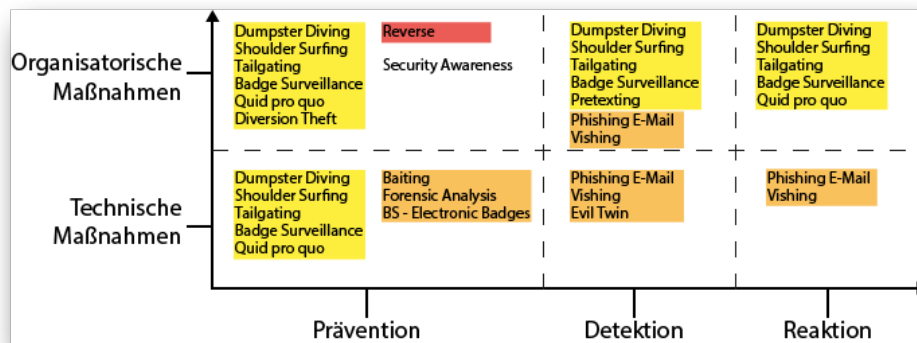 Organisatorische
Maßnahmen
Dumpster Diving
Shoulder Surfing
Tailgating
Badge Surveillance
Quid pro quo
Diversion Theft
Reverse
Security Awareness
Dumpster Diving
Shoulder Surfing
Tailgating
Badge Surveillance
Pretexting
Phishing E-Mail
Vishing
Dumpster Diving
Shoulder Surfing
Tailgating
Badge Surveillance
Quid pro quo
Technische
Maßnahmen
Dumpster Diving
Shoulder Surfing
Tailgating
Badge Surveillance
Quid pro quo
Baiting
Forensic Analysis
BS - Electronic Badges
Phishing E-Mail
Vishing
Evil Twin
Phishing E-Mail
Vishing
Prävention
Detektion
Reaktion